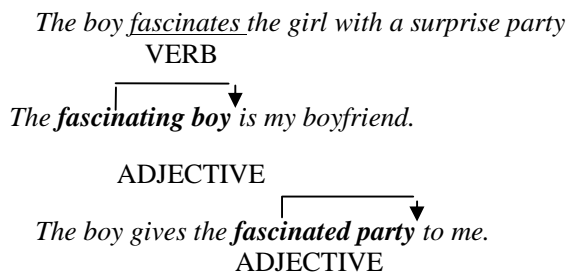 The boy fascinates the girl with a surprise party
VERB
The fascinating boy is my boyfriend.
ADJECTIVE
The boy gives the fascinated party to me.
ADJECTIVE